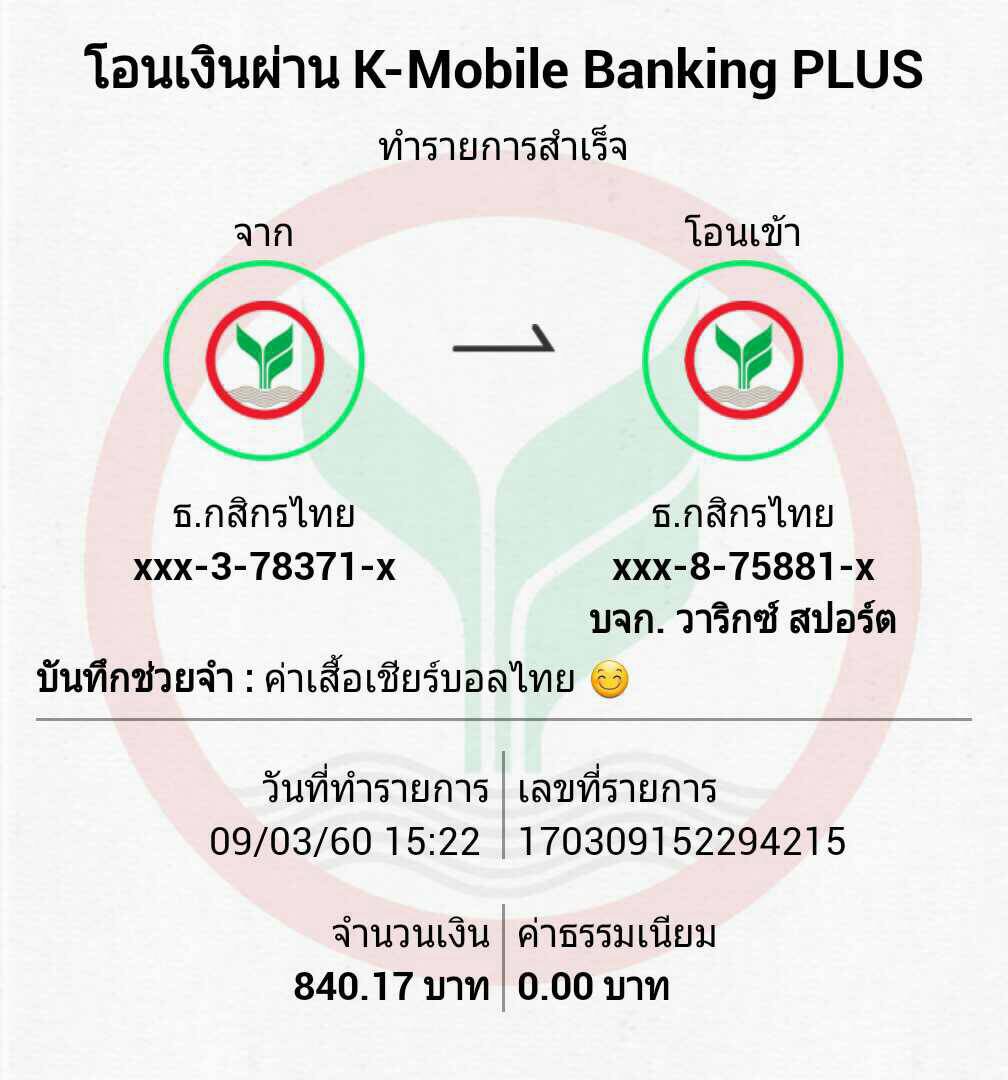 โอนเงินผ่าน K-Mobile Banking PLUS
ทำรายการสำเร็จ
จาก
โอนเข้า
ธ.กสิกรไทย
xxx-3-78371-x
ธ.กสิกรไทย
xxx-8-75881-x
บจก. วาริกซ์ สปอร์ต
บันทึกช่วยจำ : ค่าเสื้อเชียร์บอลไทย 😊
วันที่ทำรายการ
09/03/60 15:22
เลขที่รายการ
170309152294215
จำนวนเงิน
840.17 บาท
ค่าธรรมเนียม
0.00 บาท